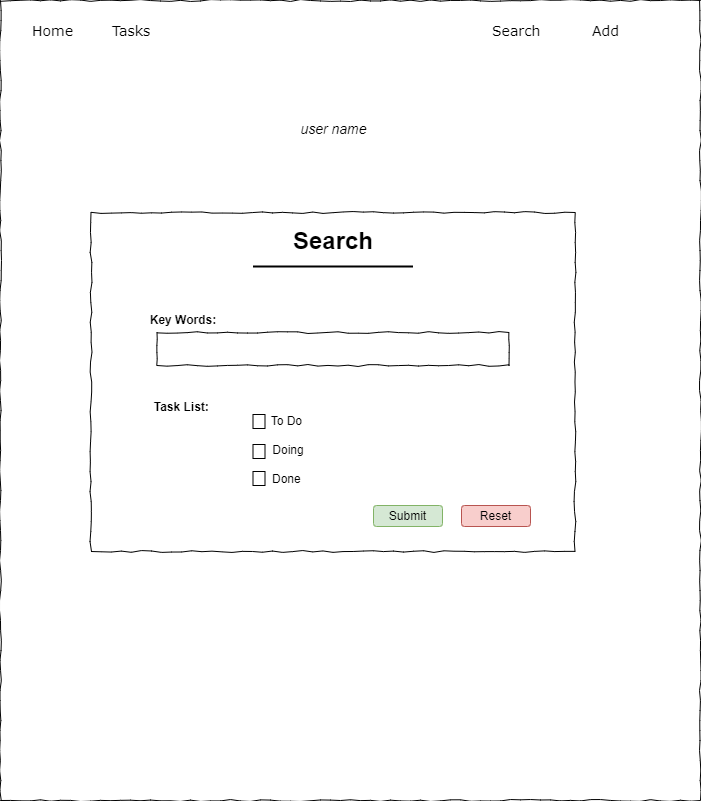 Home Tasks Search Add
user name
Search
Key Words:
Task List:
To Do
Doing
Done
Submit Reset